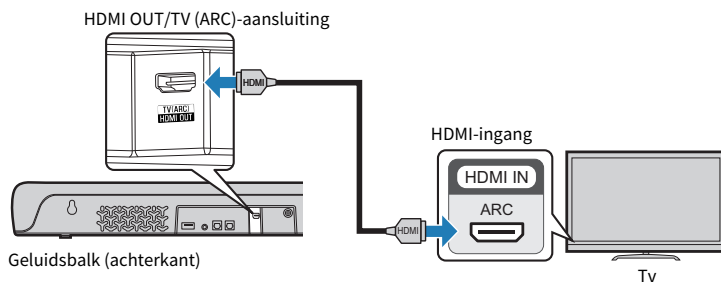 HDMI OUT/TV (ARC)-aansluiting
HDMI
TV(ARC)
HDMI OUT
HDMI-ingang
HDMI IN
ARC
HDMI
Geluidsbalk (achterkant)
Tv